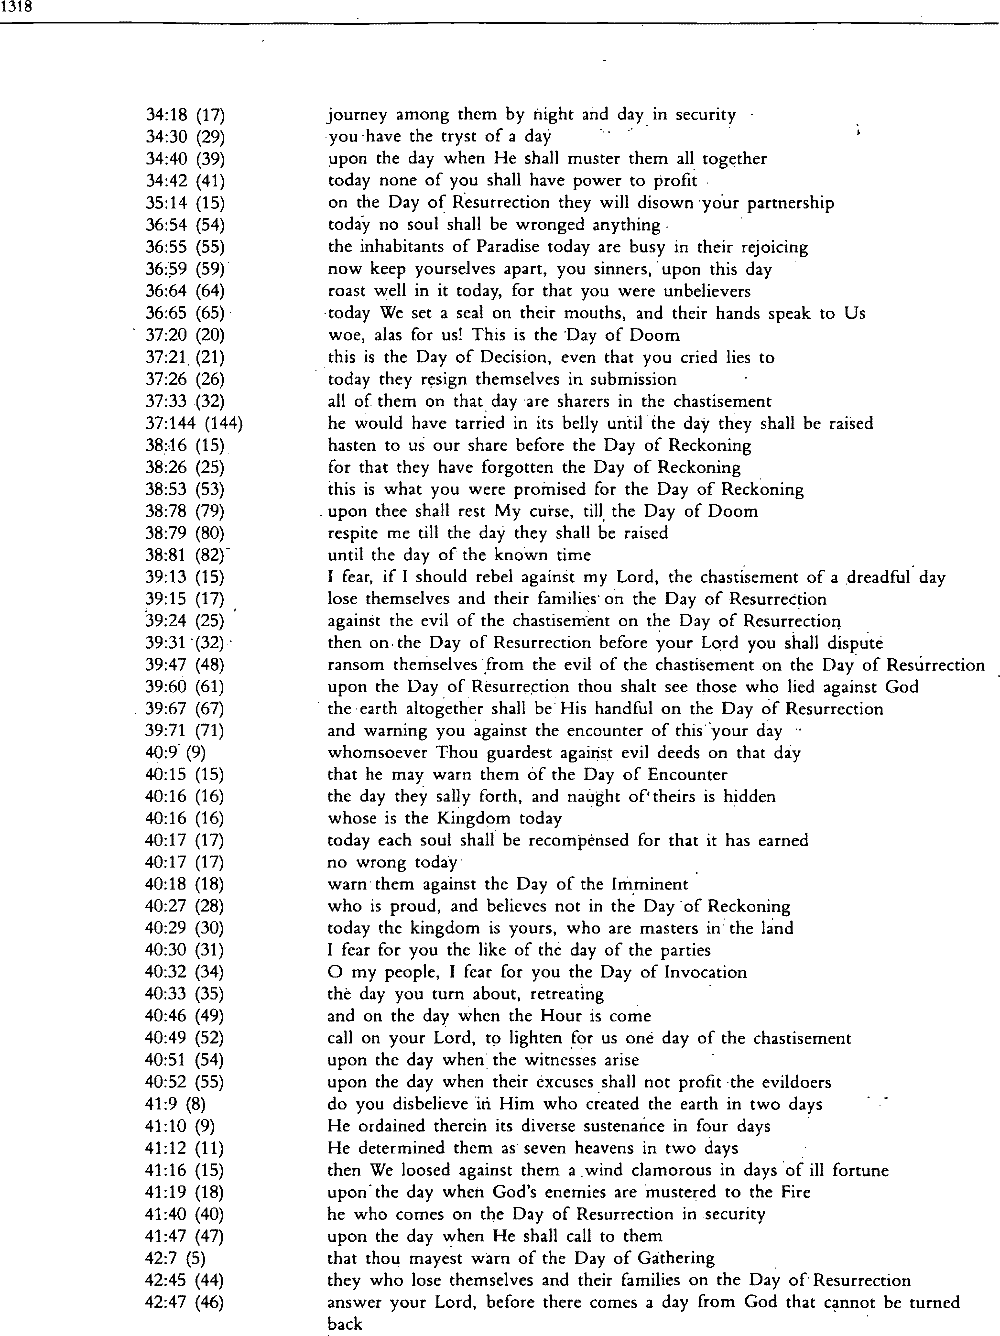 1318
34:18 (17) journey among them by night and day in security
34:30 (29) you have the tryst of a day
34:40 (39) upon the day when He shall muster them all together
34:42 (41) today none of you shall have power to profit
35:14 (15) on the Day of Resurrection they will disown your partnership
36:54 (54) today no soul shall be wronged anything
36:55 (55) the inhabitants of Paradise today are busy in their rejoicing
36:59 (59) now keep yourselves apart, you sinners, upon this day
36:64 (64) roast well in it today, for that you were unbelievers
36:65 (65) today We set a seal on their mouths, and their hands speak to Us
37:20 (20) woe, alas for us! This is the Day of Doom
37:21 (21) this is the Day of Decision, even that you cried lies to
37:26 (26) today they resign themselves in submission
37:33 (32) all of them on that day are sharers in the chastisement
37:144 (144) he would have tarried in its belly until the day they shall be raised
38:16 (15) hasten to us our share before the Day of Reckoning
38:26 (25) for that they have forgotten the Day of Reckoning
38:53 (53) this is what you were promised for the Day of Reckoning
38:78 (79) upon thee shall rest My curse, till the Day of Doom
38:79 (80) respite me till the day they shall be raised
38:81 (82) until the day of the known time
39:13 (15) I fear, if I should rebel against my Lord, the chastisement of a dreadful day
39:15 (17) lose themselves and their families on the Day of Resurrection
39:24 (25) against the evil of the chastisement on the Day of Resurrection
39:31 (32) then on the Day of Resurrection before your Lord you shall dispute
39:47 (48) ransom themselves from the evil of the chastisement on the Day of Resurrection
39:60 (61) upon the Day of Resurrection thou shalt see those who lied against God
39:67 (67) the earth altogether shall be His handful on the Day of Resurrection
39:71 (71) and warning you against the encounter of this your day
40:9 (9) whomsoever Thou guardest against evil deeds on that day
40:15 (15) that he may warn them of the Day of Encounter
40:16 (16) the day they sally forth, and naught of theirs is hidden
40:16 (16) whose is the Kingdom today
40:17 (17) today each soul shall be recompensed for that it has earned
40:17 (17) no wrong today
40:18 (18) warn them against the Day of the Imminent
40:27 (28) who is proud, and believes not in the Day of Reckoning
40:29 (30) today the kingdom is yours, who are masters in the land
40:30 (31) I fear for you the like of the day of the parties
40:32 (34) O my people, I fear for you the Day of Invocation
40:33 (35) the day you turn about, retreating
40:46 (49) and on the day when the Hour is come
40:49 (52) call on your Lord, to lighten for us one day of the chastisement
40:51 (54) upon the day when the witnesses arise
40:52 (55) upon the day when their excuses shall not profit the evildoers
41:9 (8) do you disbelieve in Him who created the earth in two days
41:10 (9) He ordained therein its diverse sustenance in four days
41:12 (11) He determined them as seven heavens in two days
41:16 (15) then We loosed against them a wind clamorous in days of ill fortune
41:19 (18) upon the day when God's enemies are mustered to the Fire
41:40 (40) he who comes on the Day of Resurrection in security
41:47 (47) upon the day when He shall call to them
42:7 (5) that thou mayest warn of the Day of Gathering
42:45 (44) they who lose themselves and their families on the Day of Resurrection
42:47 (46) answer your Lord, before there comes a day from God that cannot be turned
back